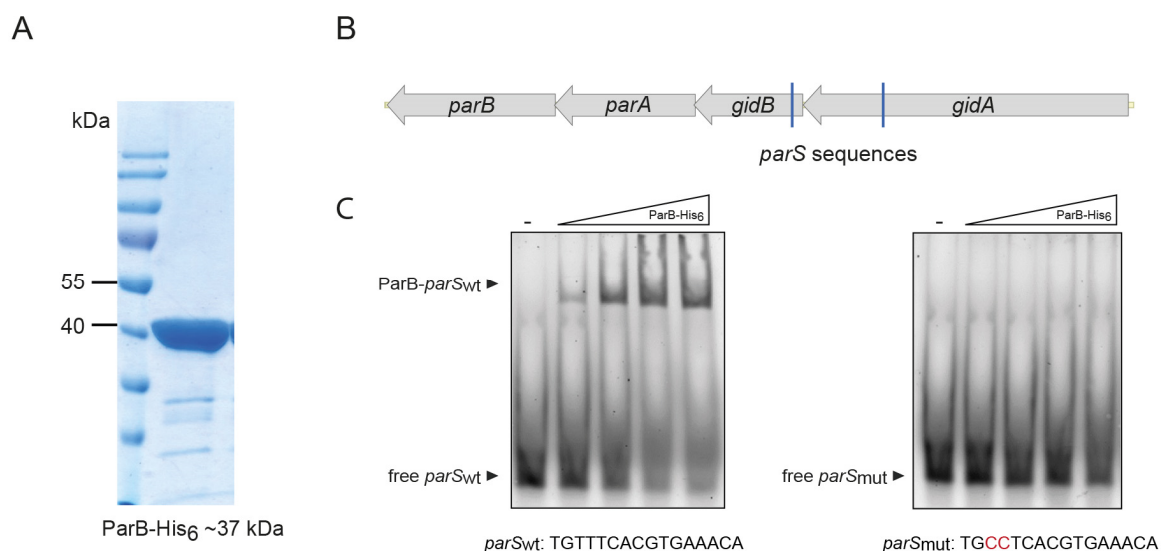 A
kDa
55
40
ParB-His6 ~37 kDa
B
parB
parA
gidB
gidA
parS sequences
C
-
ParB-His6
ParB-parSwt
free parSwt
parSwt: TGTTTCACGTGAAACA
-
ParB-His6
free parSmut
parSmut: TGCCTCACGTGAAACA